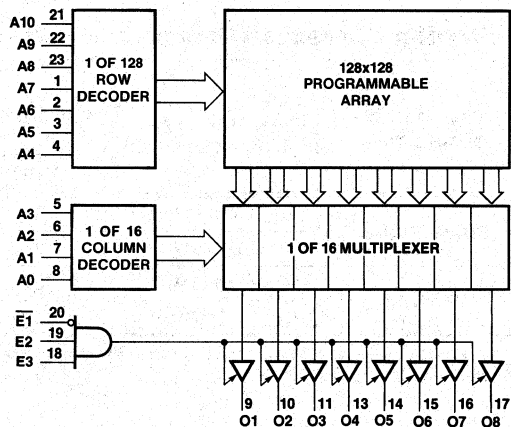 A10 21
A9 22
A8 23
A7 1
A6 2
A5 3
A4 4
1 OF 128
ROW
DECODER
128x128
PROGRAMMABLE
ARRAY
A3 5
A2 6
A1 7
A0 8
1 OF 16
COLUMN
DECODER
1 OF 16 MULTIPLEXER
E1 20
E2 19
E3 18
9 10 11 13 14 15 16 17
O1 O2 O3 O4 O5 O6 O7 O8